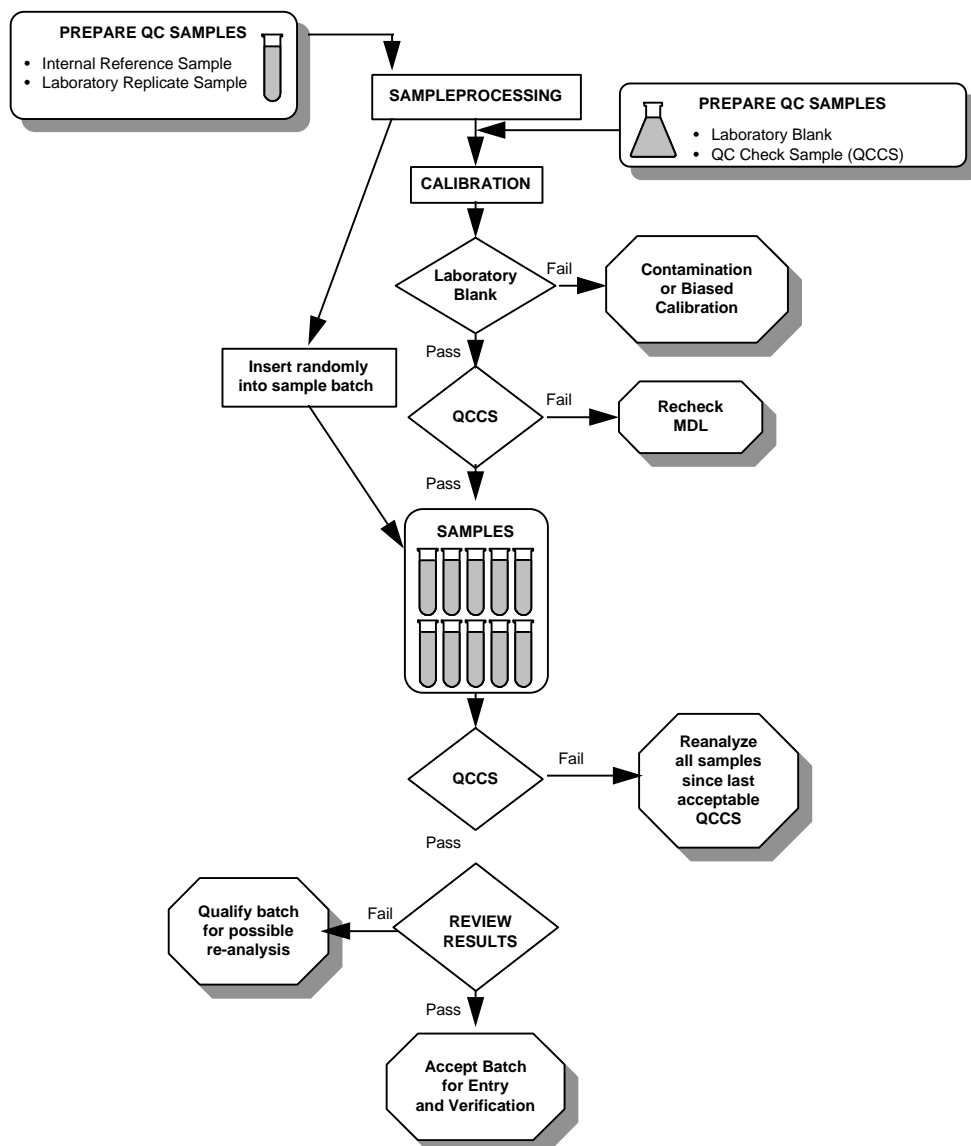 PREPARE QC SAMPLES
• Internal Reference Sample
• Laboratory Replicate Sample
SAMPLEPROCESSING
PREPARE QC SAMPLES
• Laboratory Blank
• QC Check Sample (QCCS)
CALIBRATION
Laboratory
Blank
Fail
Contamination
or Biased
Calibration
Pass
Insert randomly
into sample batch
QCCS
Fail
Recheck
MDL
Pass
SAMPLES
QCCS
Fail
Reanalyze
all samples
since last
acceptable
QCCS
Pass
REVIEW
RESULTS
Fail
Qualify batch
for possible
re-analysis
Pass
Accept Batch
for Entry
and Verification